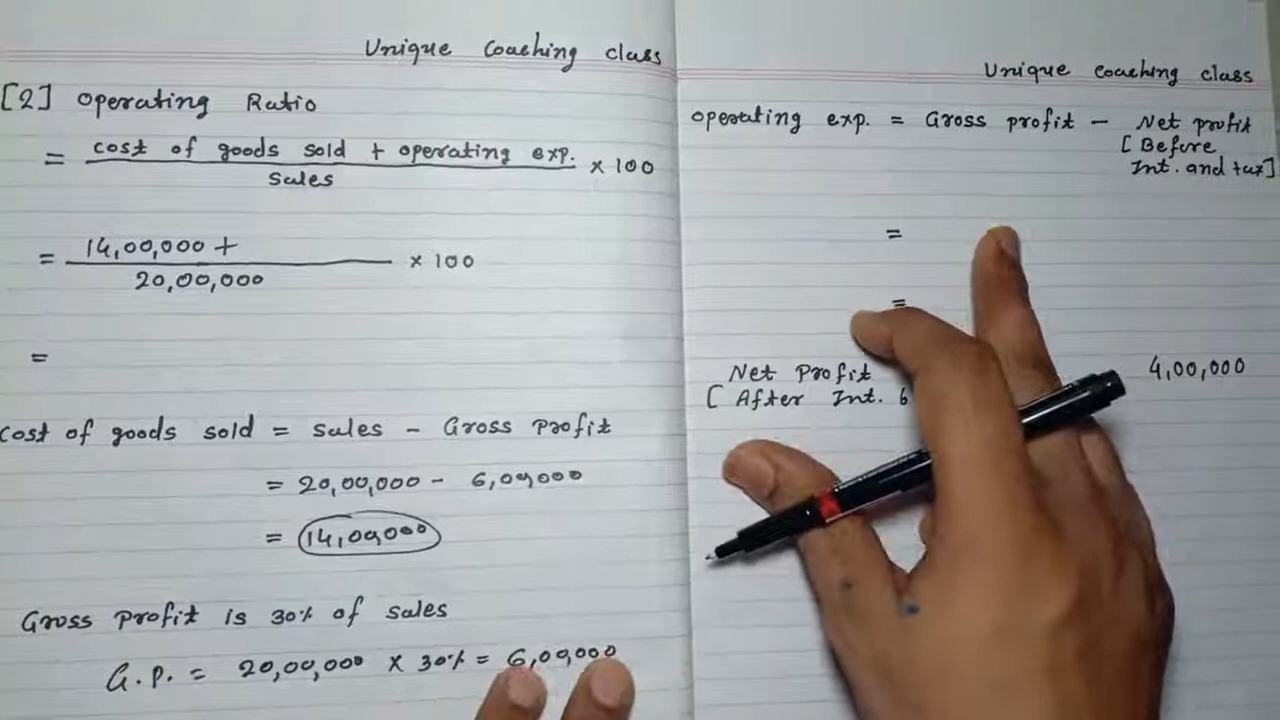 Unique Coaching class
[2] Operating Ratio
= cost of goods sold + operating exp. × 100
sales
= 14,00,000 + × 100
20,00,000
=
Cost of goods sold = sales - Gross Profit
= 20,00,000 - 6,00,000
= 14,00,000
Gross Profit is 30% of sales
G.P. = 20,00,000 × 30% = 6,00,000
Unique coaching class
operating exp. = Gross profit - Net profit
[Before
Int. and tax]
=
=
Net Profit 4,00,000
[After Int.